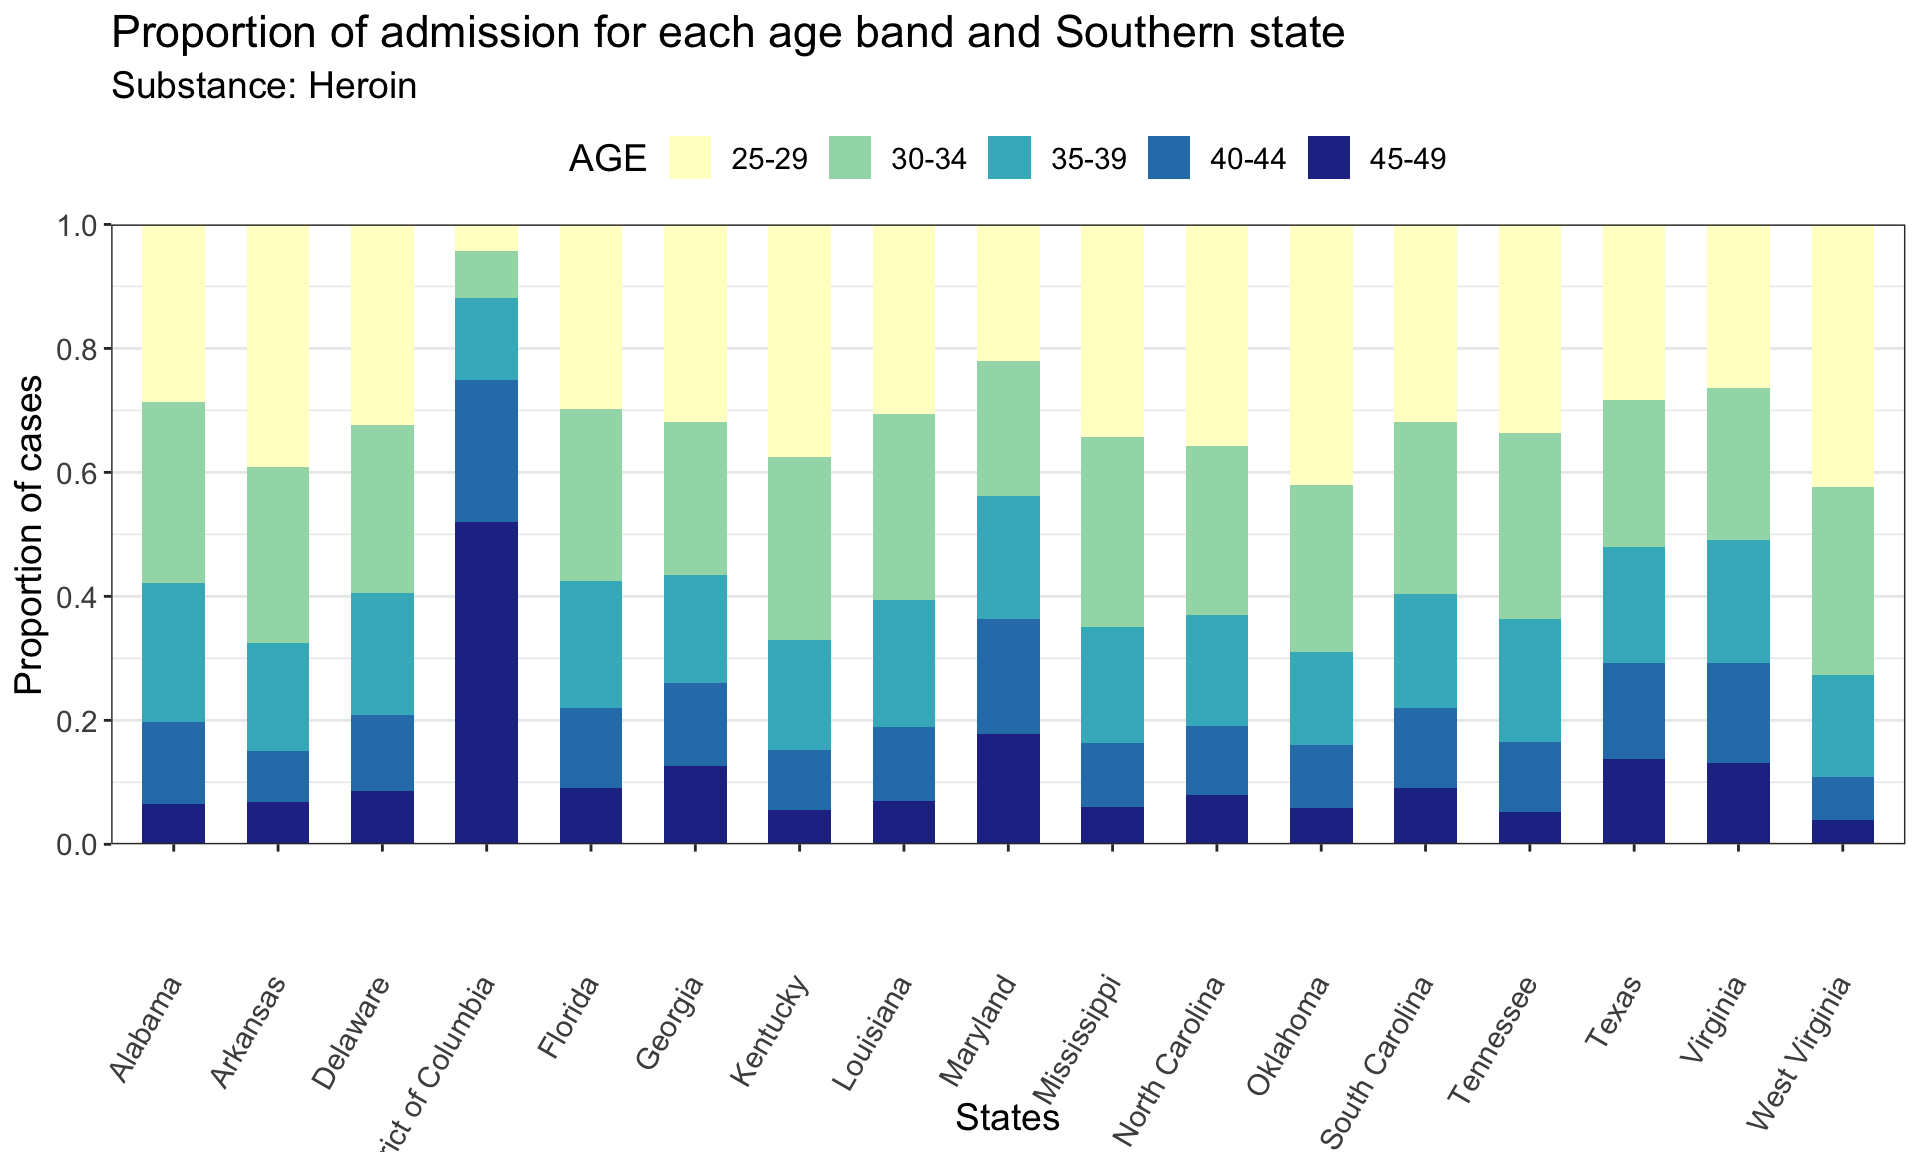 Proportion of admission for each age band and Southern state
Substance: Heroin
AGE 25-29 30-34 35-39 40-44 45-49
Proportion of cases
1.0
0.8
0.6
0.4
0.2
0.0
Alabama
Arkansas
Delaware
rict of Columbia
Florida
Georgia
Kentucky
Louisiana
Maryland
Mississippi
North Carolina
Oklahoma
South Carolina
Tennessee
Texas
Virginia
West Virginia
States